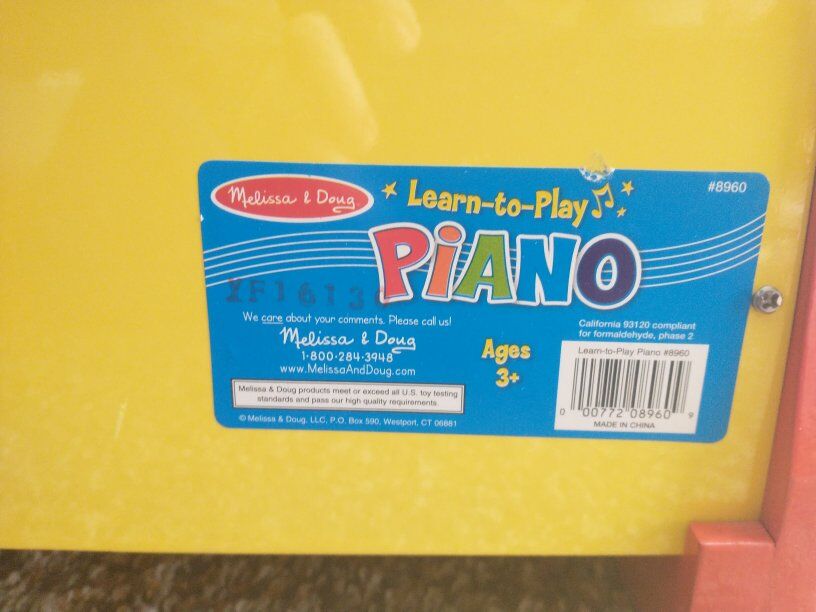 Melissa & Doug
Learn-to-Play
#8960
PiANO
We care about your comments. Please call us!
Melissa & Doug
1-800-284-3948
www.MelissaAndDoug.com
Melissa & Doug products meet or exceed all U.S. toy testing
standards and pass our high quality requirements.
© Melissa & Doug, LLC, P.O. Box 590, Westport, CT 06881
Ages
3+
California 93120 compliant
for formaldehyde, phase 2
Learn-to-Play Piano #8960
0 00772 08960 9
MADE IN CHINA